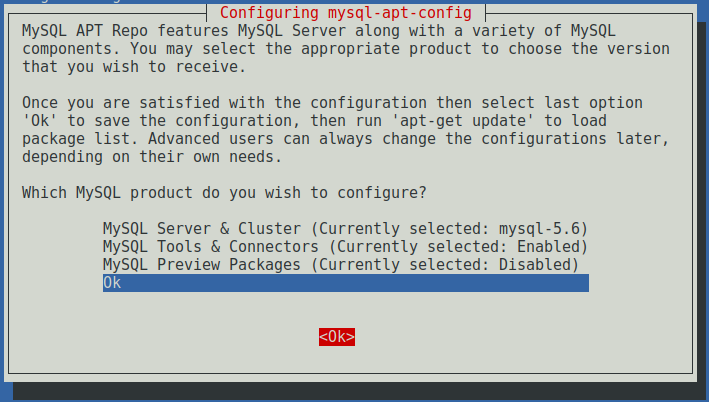 Configuring mysql-apt-config
MySQL APT Repo features MySQL Server along with a variety of MySQL
components. You may select the appropriate product to choose the version
that you wish to receive.
Once you are satisfied with the configuration then select last option
'Ok' to save the configuration, then run 'apt-get update' to load
package list. Advanced users can always change the configurations later,
depending on their own needs.
Which MySQL product do you wish to configure?
MySQL Server & Cluster (Currently selected: mysql-5.6)
MySQL Tools & Connectors (Currently selected: Enabled)
MySQL Preview Packages (Currently selected: Disabled)
Ok
<Ok>